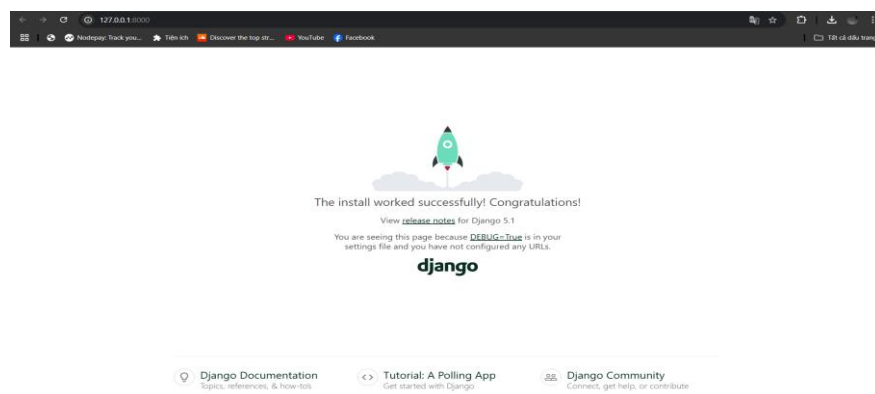 127.0.0.1:8000
Nodepay: Track you... Tiện ích Discover the top str... YouTube Facebook Tất cả dấu trang
The install worked successfully! Congratulations!
View release notes for Django 5.1
You are seeing this page because DEBUG=True is in your
settings file and you have not configured any URLs.
django
Django Documentation
Topics, references, & how-to's
Tutorial: A Polling App
Get started with Django
Django Community
Connect, get help, or contribute